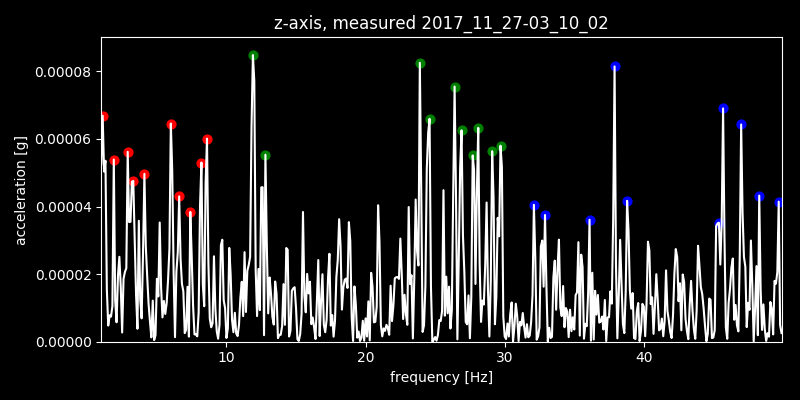 z-axis, measured 2017_11_27-03_10_02
0.00008
0.00006
0.00004
0.00002
0.00000
acceleration [g]
10 20 30 40
frequency [Hz]